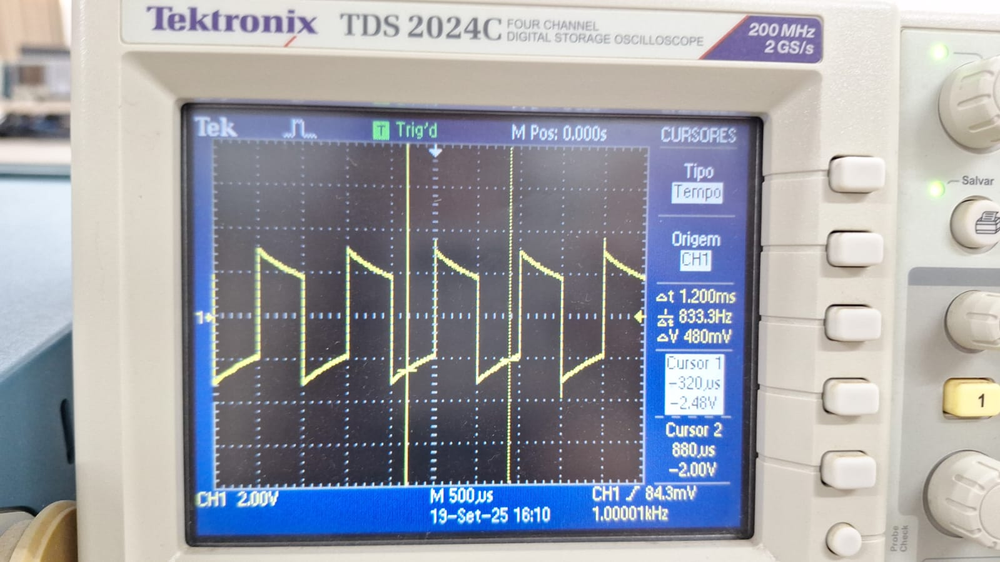 Tektronix TDS 2024C FOUR CHANNEL
DIGITAL STORAGE OSCILLOSCOPE
200 MHz
2 GS/s
Tek T Trig'd M Pos: 0.000s CURSORES
Tipo
Tempo
Origem
CH1
Δt 1.200ms
1/Δt 833.3Hz
ΔV 480mV
Cursor 1
-320µs
-2.48V
Cursor 2
880µs
-2.00V
1
CH1 2.00V M 500µs CH1 84.3mV
19-Set-25 16:10 1.00001kHz
Salvar
1
Probe
Check